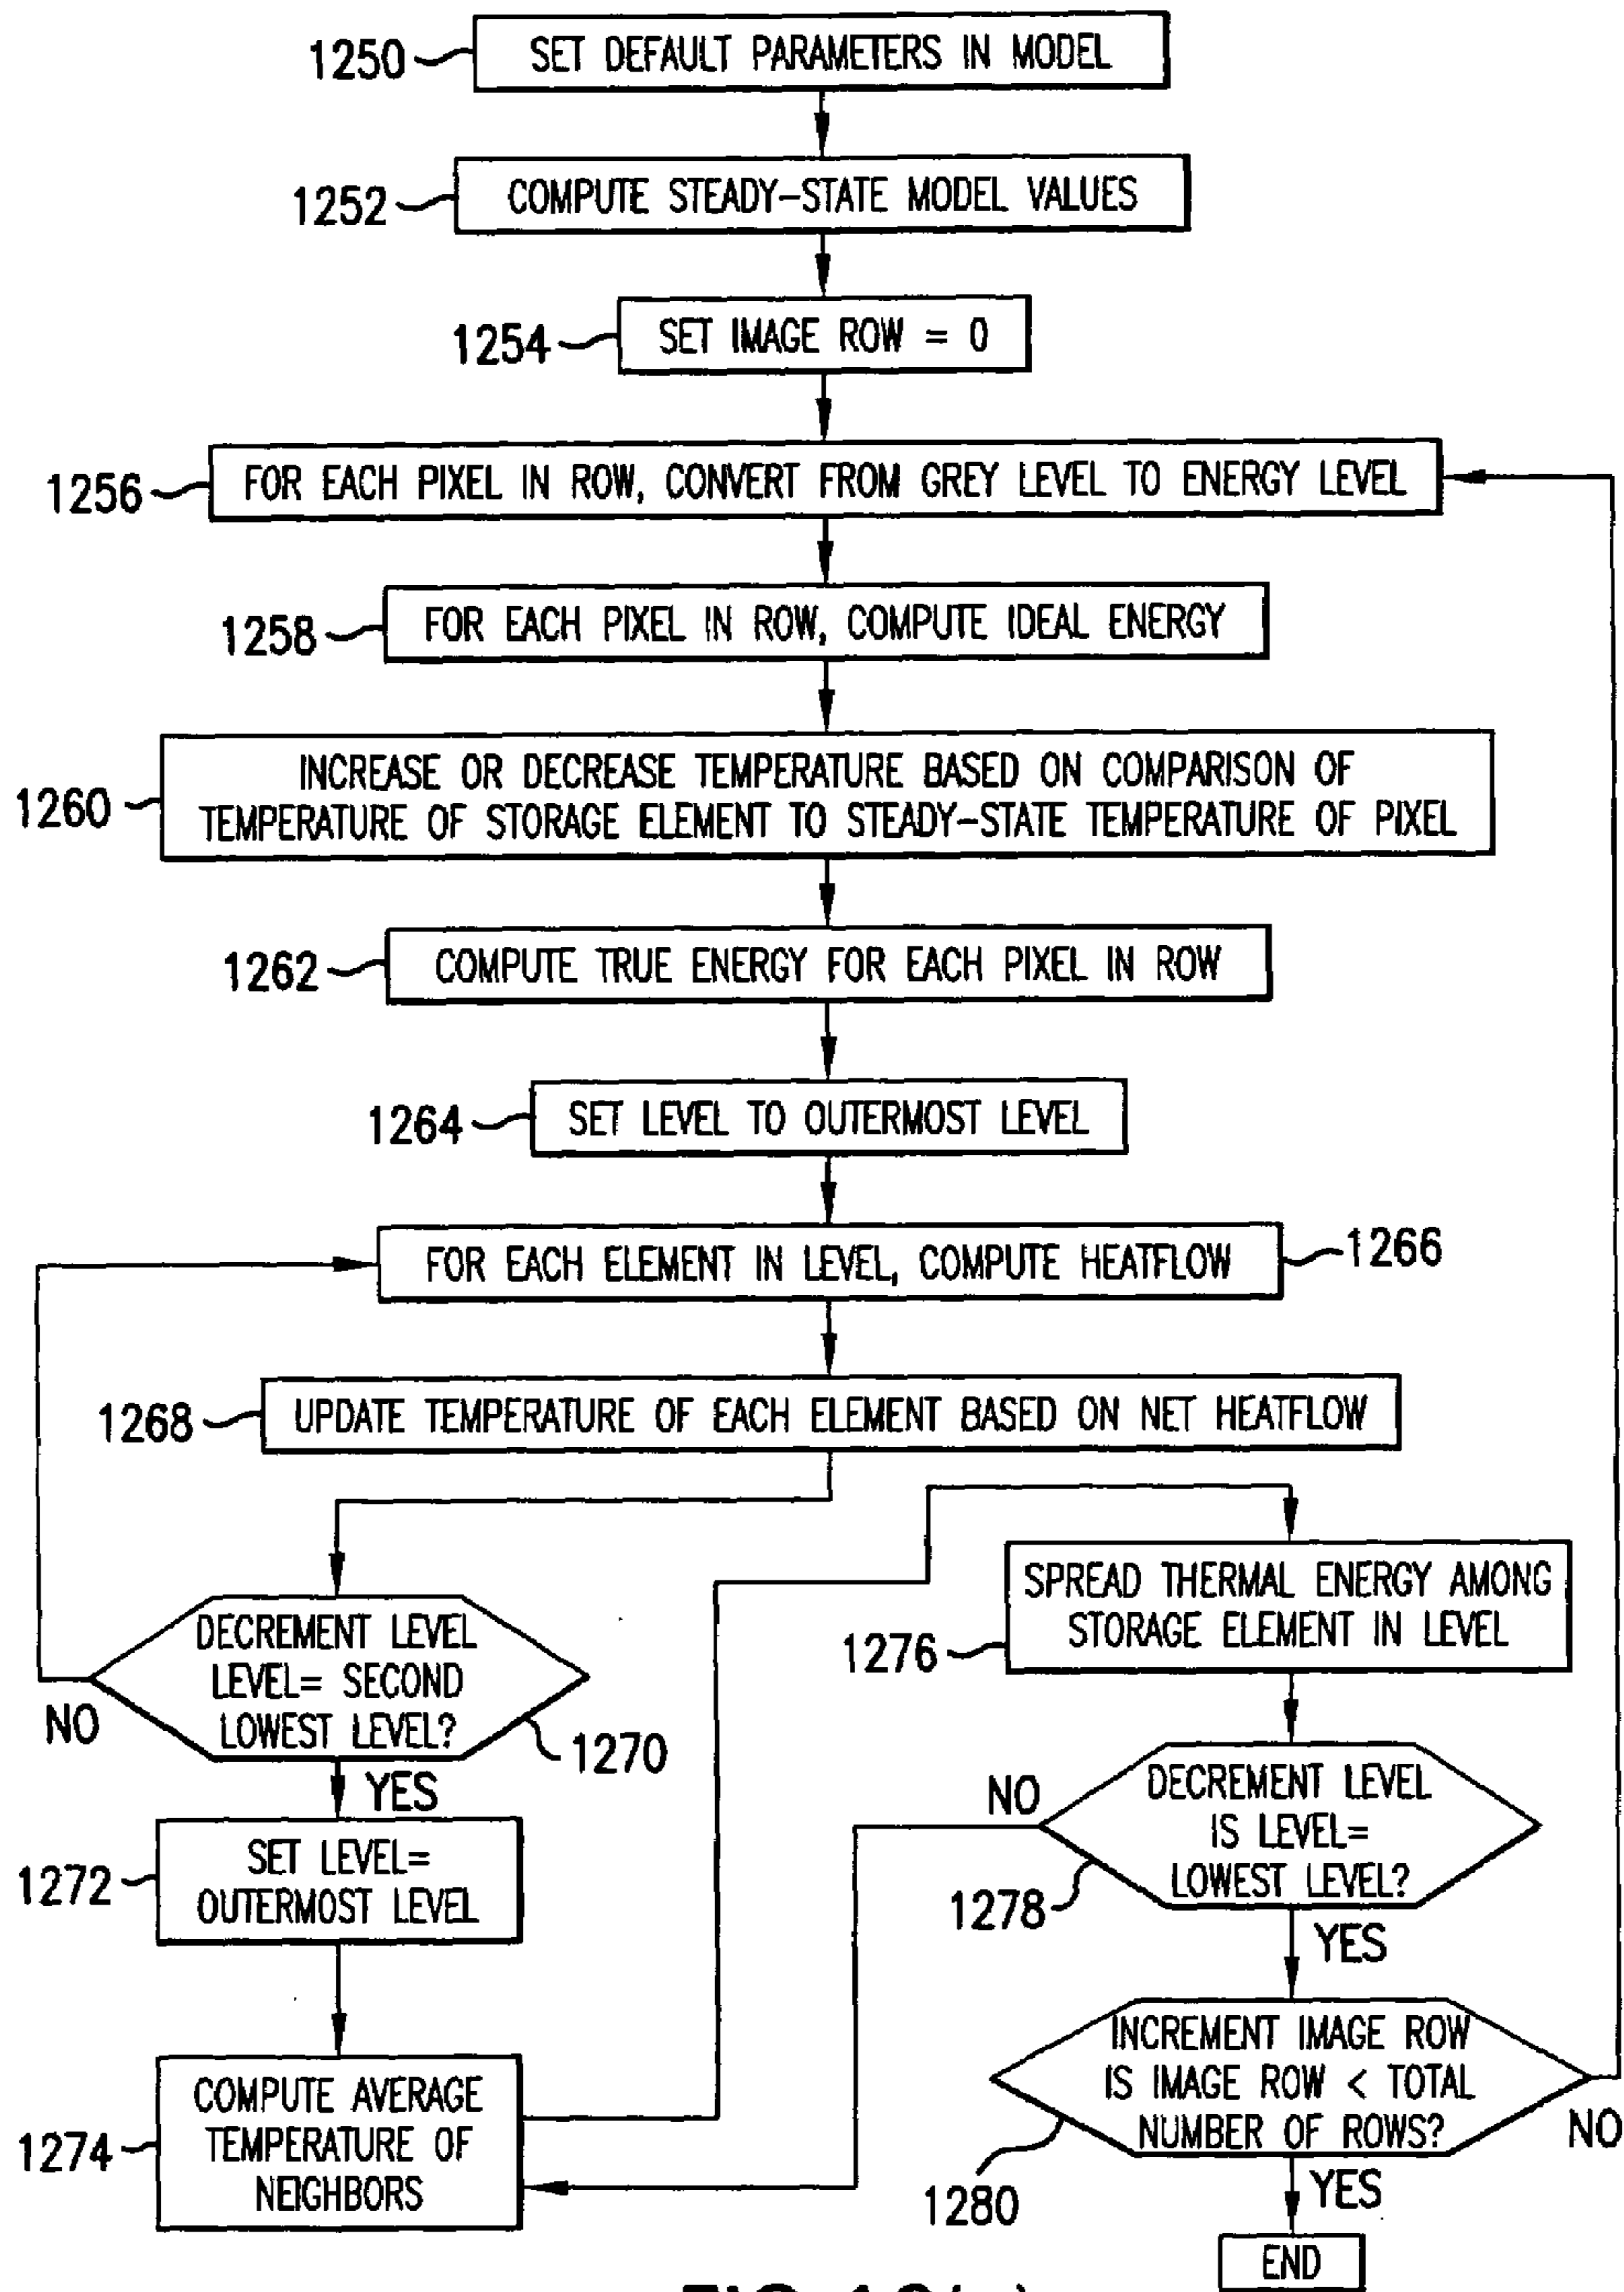 1250
SET DEFAULT PARAMETERS IN MODEL
1252
COMPUTE STEADY-STATE MODEL VALUES
1254
SET IMAGE ROW = 0
1256
FOR EACH PIXEL IN ROW, CONVERT FROM GREY LEVEL TO ENERGY LEVEL
1258
FOR EACH PIXEL IN ROW, COMPUTE IDEAL ENERGY
1260
INCREASE OR DECREASE TEMPERATURE BASED ON COMPARISON OF
TEMPERATURE OF STORAGE ELEMENT TO STEADY-STATE TEMPERATURE OF PIXEL
1262
COMPUTE TRUE ENERGY FOR EACH PIXEL IN ROW
1264
SET LEVEL TO OUTERMOST LEVEL
FOR EACH ELEMENT IN LEVEL, COMPUTE HEATFLOW
1266
1268
UPDATE TEMPERATURE OF EACH ELEMENT BASED ON NET HEATFLOW
DECREMENT LEVEL
LEVEL= SECOND
LOWEST LEVEL?
NO
1270
YES
1272
SET LEVEL=
OUTERMOST LEVEL
1274
COMPUTE AVERAGE
TEMPERATURE OF
NEIGHBORS
SPREAD THERMAL ENERGY AMONG
STORAGE ELEMENT IN LEVEL
1276
NO
DECREMENT LEVEL
IS LEVEL=
LOWEST LEVEL?
1278
YES
INCREMENT IMAGE ROW
IS IMAGE ROW < TOTAL
NUMBER OF ROWS?
NO
1280
YES
END